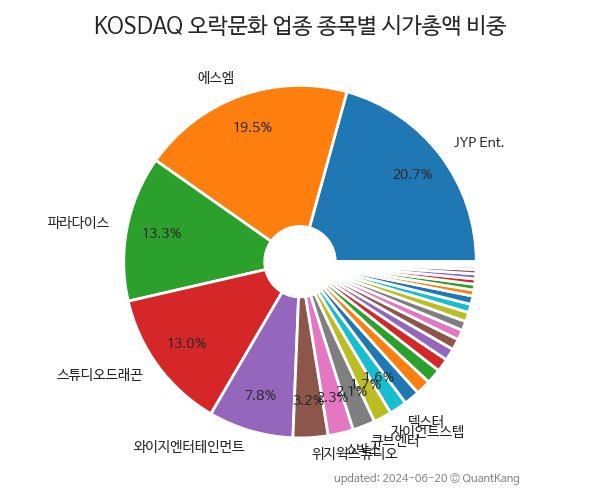 KOSDAQ 오락문화 업종 종목별 시가총액 비중
에스엠
19.5%
JYP Ent.
20.7%
파라다이스
13.3%
스튜디오드래곤
13.0%
7.8%
와이지엔터테인먼트
3.2%
위지윅스튜디오
2.3%
2.1%
큐브엔터
1.7%
자이언트스텝
1.6%
덱스터
updated: 2024-06-20 © QuantKang